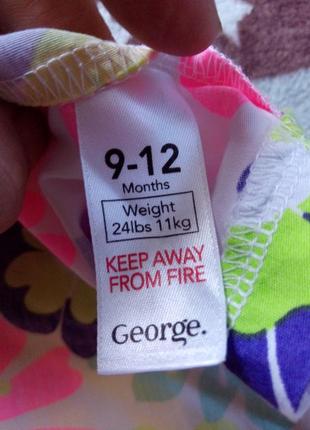 9-12
Months
Weight
24lbs 11kg
KEEP AWAY
FROM FIRE
George.